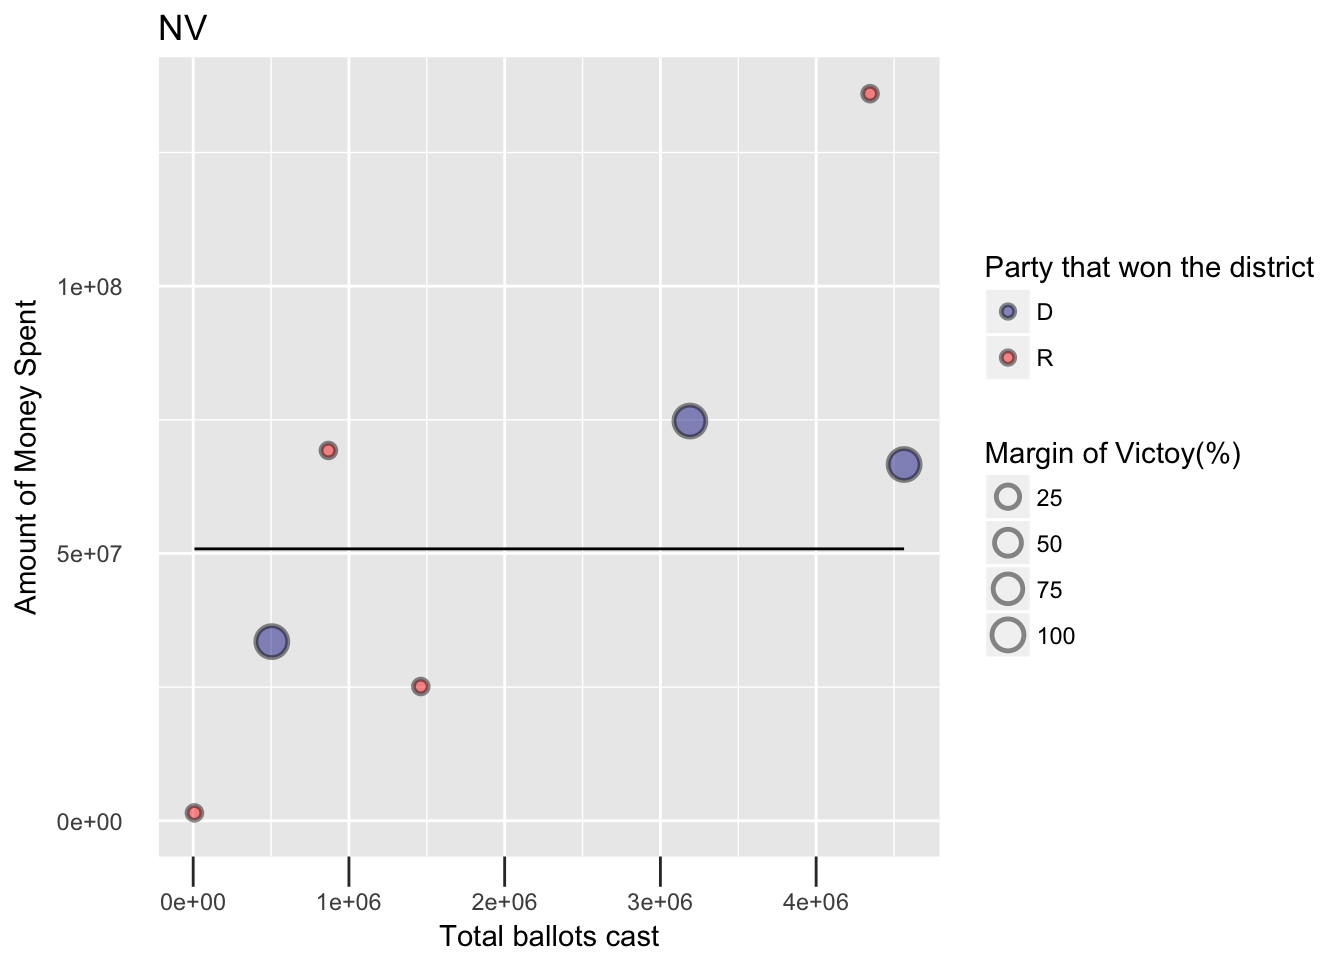 NV
Amount of Money Spent
1e+08
5e+07
0e+00
0e+00 1e+06 2e+06 3e+06 4e+06
Total ballots cast
Party that won the district
D
R
Margin of Victoy(%)
25
50
75
100